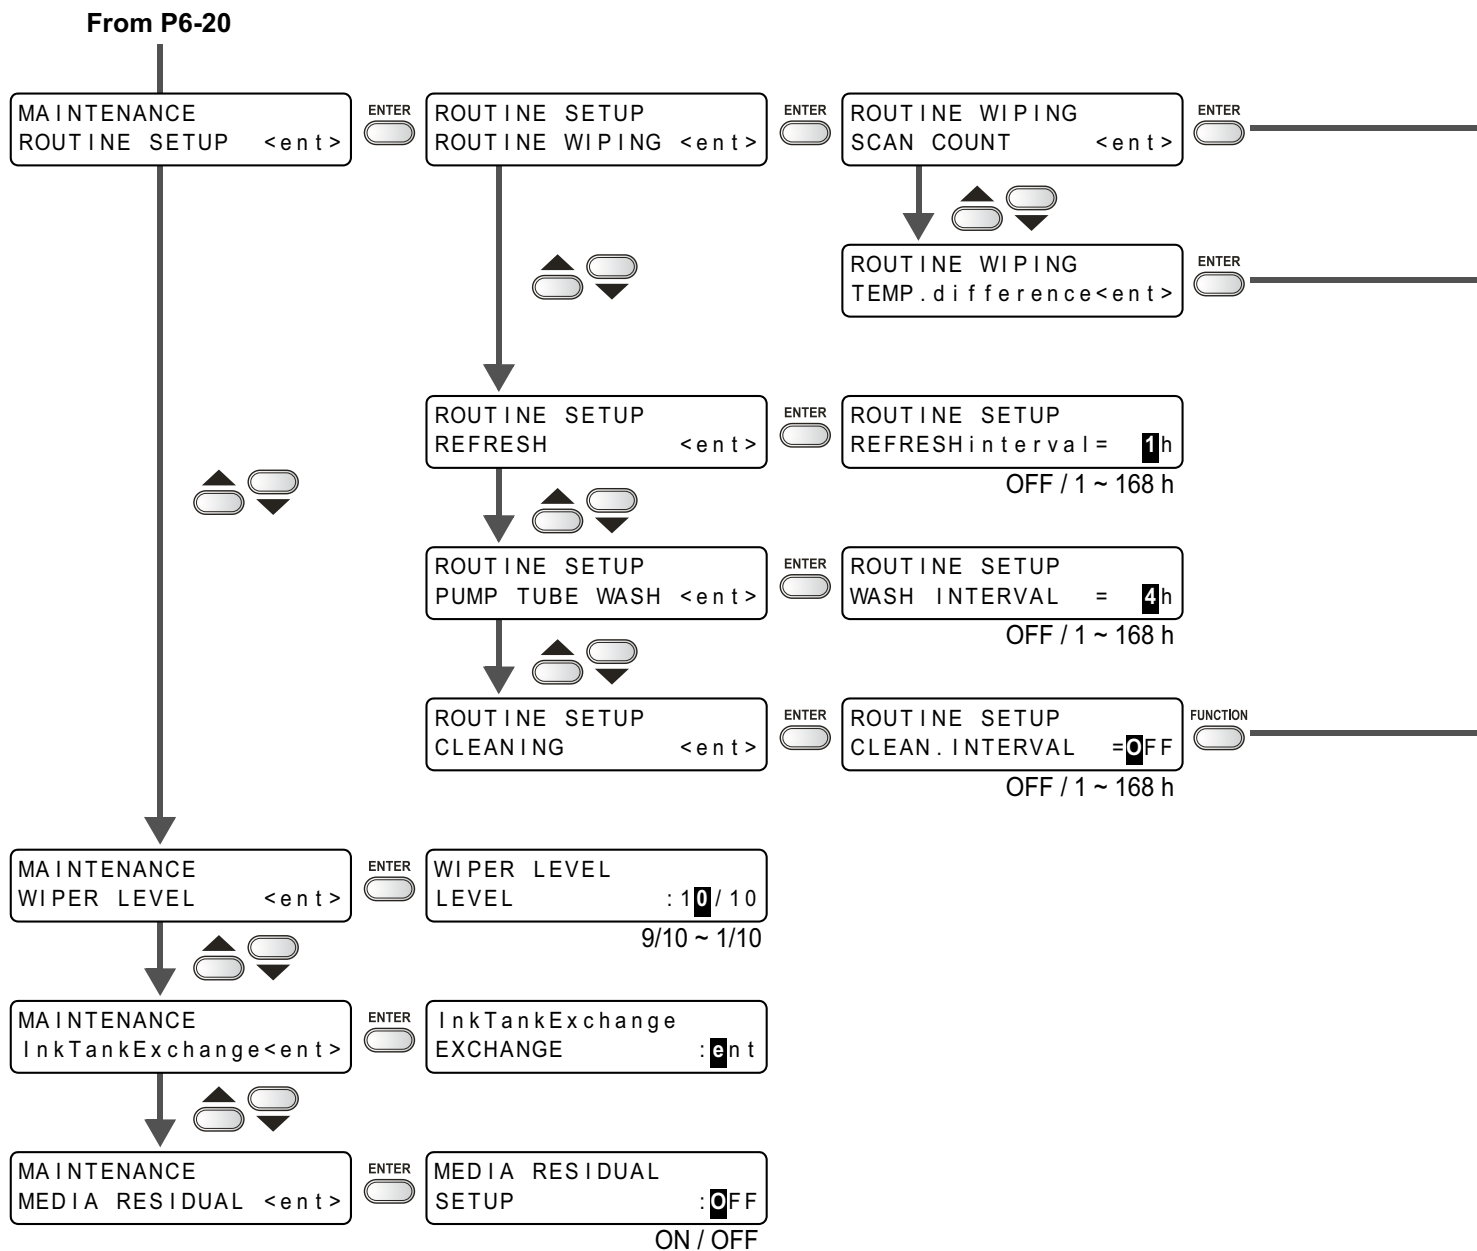 From P6-20
MAINTENANCE
ROUTINE SETUP <ent>
ENTER
ROUTINE SETUP
ROUTINE WIPING <ent>
ENTER
ROUTINE WIPING
SCAN COUNT <ent>
ENTER
ROUTINE WIPING
TEMP.difference<ent>
ENTER
ROUTINE SETUP
REFRESH <ent>
ENTER
ROUTINE SETUP
REFRESHinterval= 1h
OFF / 1 ~ 168 h
ROUTINE SETUP
PUMP TUBE WASH <ent>
ENTER
ROUTINE SETUP
WASH INTERVAL = 4h
OFF / 1 ~ 168 h
ROUTINE SETUP
CLEANING <ent>
ENTER
ROUTINE SETUP
CLEAN.INTERVAL =OFF
FUNCTION
OFF / 1 ~ 168 h
MAINTENANCE
WIPER LEVEL <ent>
ENTER
WIPER LEVEL
LEVEL :10/10
9/10 ~ 1/10
MAINTENANCE
InkTankExchange<ent>
ENTER
InkTankExchange
EXCHANGE :ent
MAINTENANCE
MEDIA RESIDUAL <ent>
ENTER
MEDIA RESIDUAL
SETUP :OFF
ON / OFF